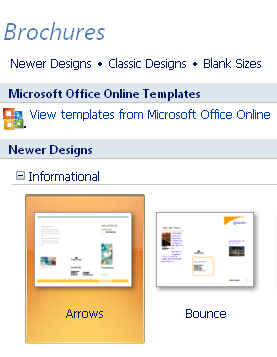 Brochures
Newer Designs • Classic Designs • Blank Sizes
Microsoft Office Online Templates
View templates from Microsoft Office Online
Newer Designs
Informational
Arrows
Bounce